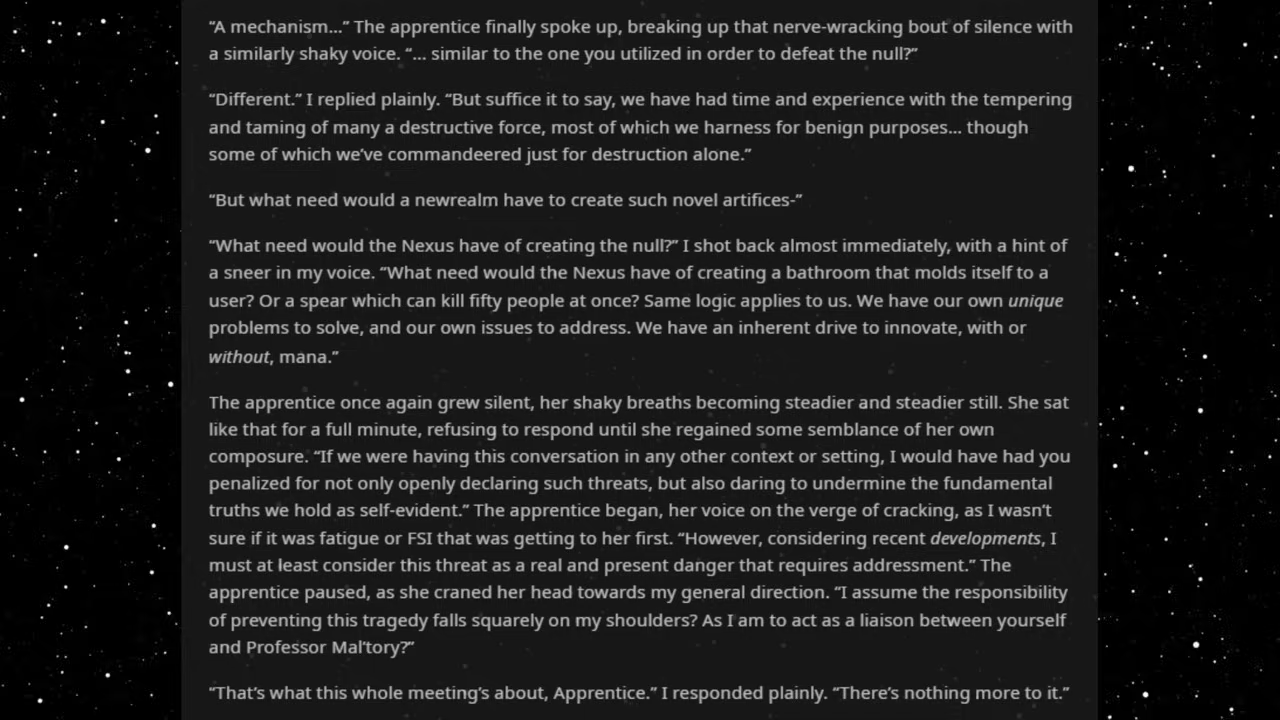 “A mechanism…” The apprentice finally spoke up, breaking up that nerve-wracking bout of silence with
a similarly shaky voice. “… similar to the one you utilized in order to defeat the null?”
“Different.” I replied plainly. “But suffice it to say, we have had time and experience with the tempering
and taming of many a destructive force, most of which we harness for benign purposes… though
some of which we’ve commandeered just for destruction alone.”
“But what need would a newrealm have to create such novel artifices-”
“What need would the Nexus have of creating the null?” I shot back almost immediately, with a hint of
a sneer in my voice. “What need would the Nexus have of creating a bathroom that molds itself to a
user? Or a spear which can kill fifty people at once? Same logic applies to us. We have our own unique
problems to solve, and our own issues to address. We have an inherent drive to innovate, with or
without, mana.”
The apprentice once again grew silent, her shaky breaths becoming steadier and steadier still. She sat
like that for a full minute, refusing to respond until she regained some semblance of her own
composure. “If we were having this conversation in any other context or setting, I would have had you
penalized for not only openly declaring such threats, but also daring to undermine the fundamental
truths we hold as self-evident.” The apprentice began, her voice on the verge of cracking, as I wasn’t
sure if it was fatigue or FSI that was getting to her first. “However, considering recent developments, I
must at least consider this threat as a real and present danger that requires addressment.” The
apprentice paused, as she craned her head towards my general direction. “I assume the responsibility
of preventing this tragedy falls squarely on my shoulders? As I am to act as a liaison between yourself
and Professor Mal’tory?”
“That’s what this whole meeting’s about, Apprentice.” I responded plainly. “There’s nothing more to it.”